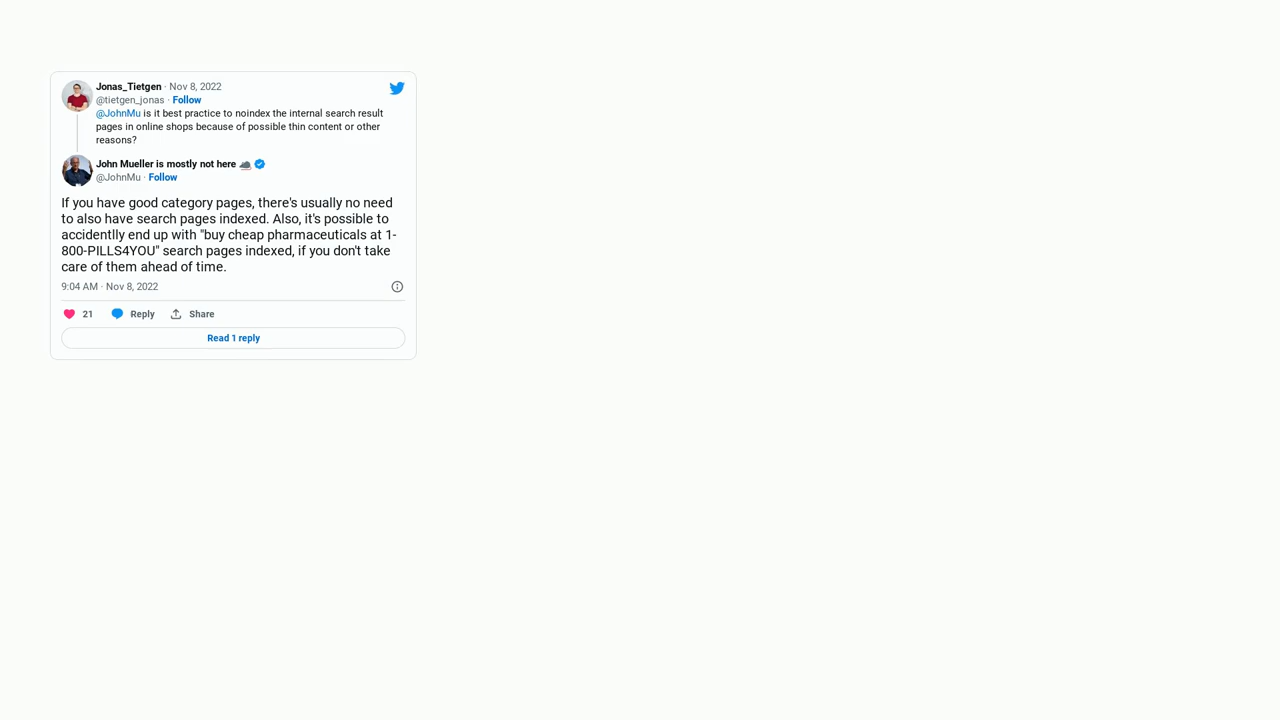 Jonas_Tietgen · Nov 8, 2022
@tietgen_jonas · Follow
@JohnMu is it best practice to noindex the internal search result
pages in online shops because of possible thin content or other
reasons?
John Mueller is mostly not here
@JohnMu · Follow
If you have good category pages, there's usually no need
to also have search pages indexed. Also, it's possible to
accidentlly end up with "buy cheap pharmaceuticals at 1-
800-PILLS4YOU" search pages indexed, if you don't take
care of them ahead of time.
9:04 AM · Nov 8, 2022
21 Reply Share
Read 1 reply